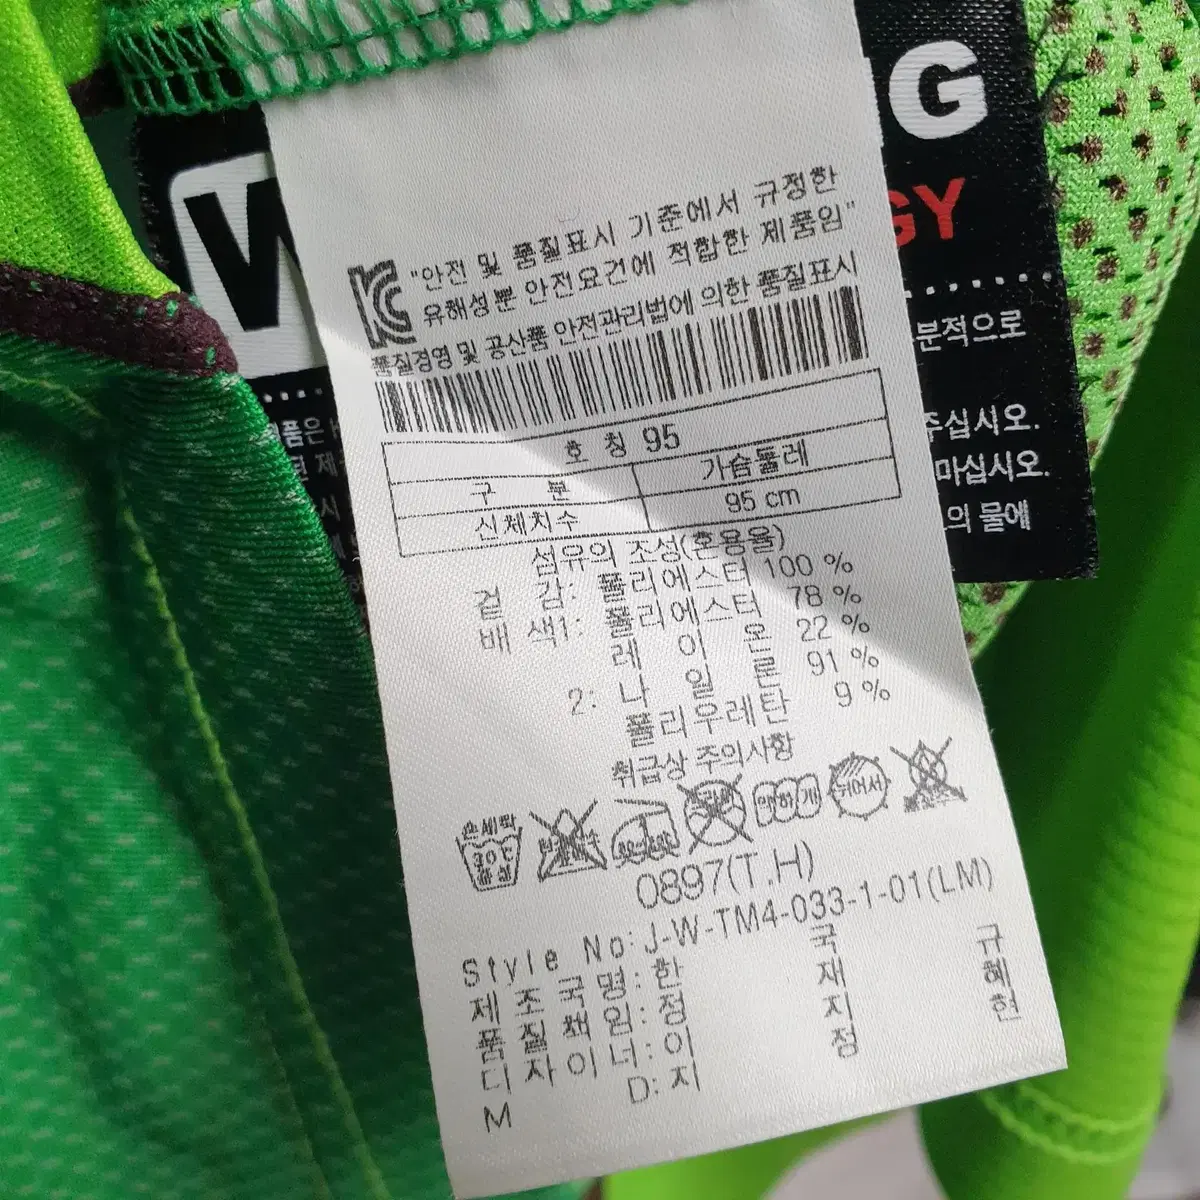 W
G
GY
분적으로
주십시오.
마십시오.
의 물에
"안전 및 품질표시 기준에서 규정한
유해성분 안전요건에 적합한 제품임"
품질경영 및 공산품 안전관리법에 의한 품질표시
호 칭 95
구 분 가슴둘레
신체치수 95 cm
섬유의 조성(혼용율)
겉 감: 폴리에스터 100 %
배 색1: 폴리에스터 78 %
레 이 온 22 %
2: 나 일 론 91 %
폴리우레탄 9 %
취급상 주의사항
손세탁
30℃
약하게
0897(T.H)
Style No: J-W-TM4-033-1-01(LM)
제 조 국 명: 한 국
품 질 책 임: 정 재 규
디 자 이 너: 이 지 혜
M D: 지 정 현